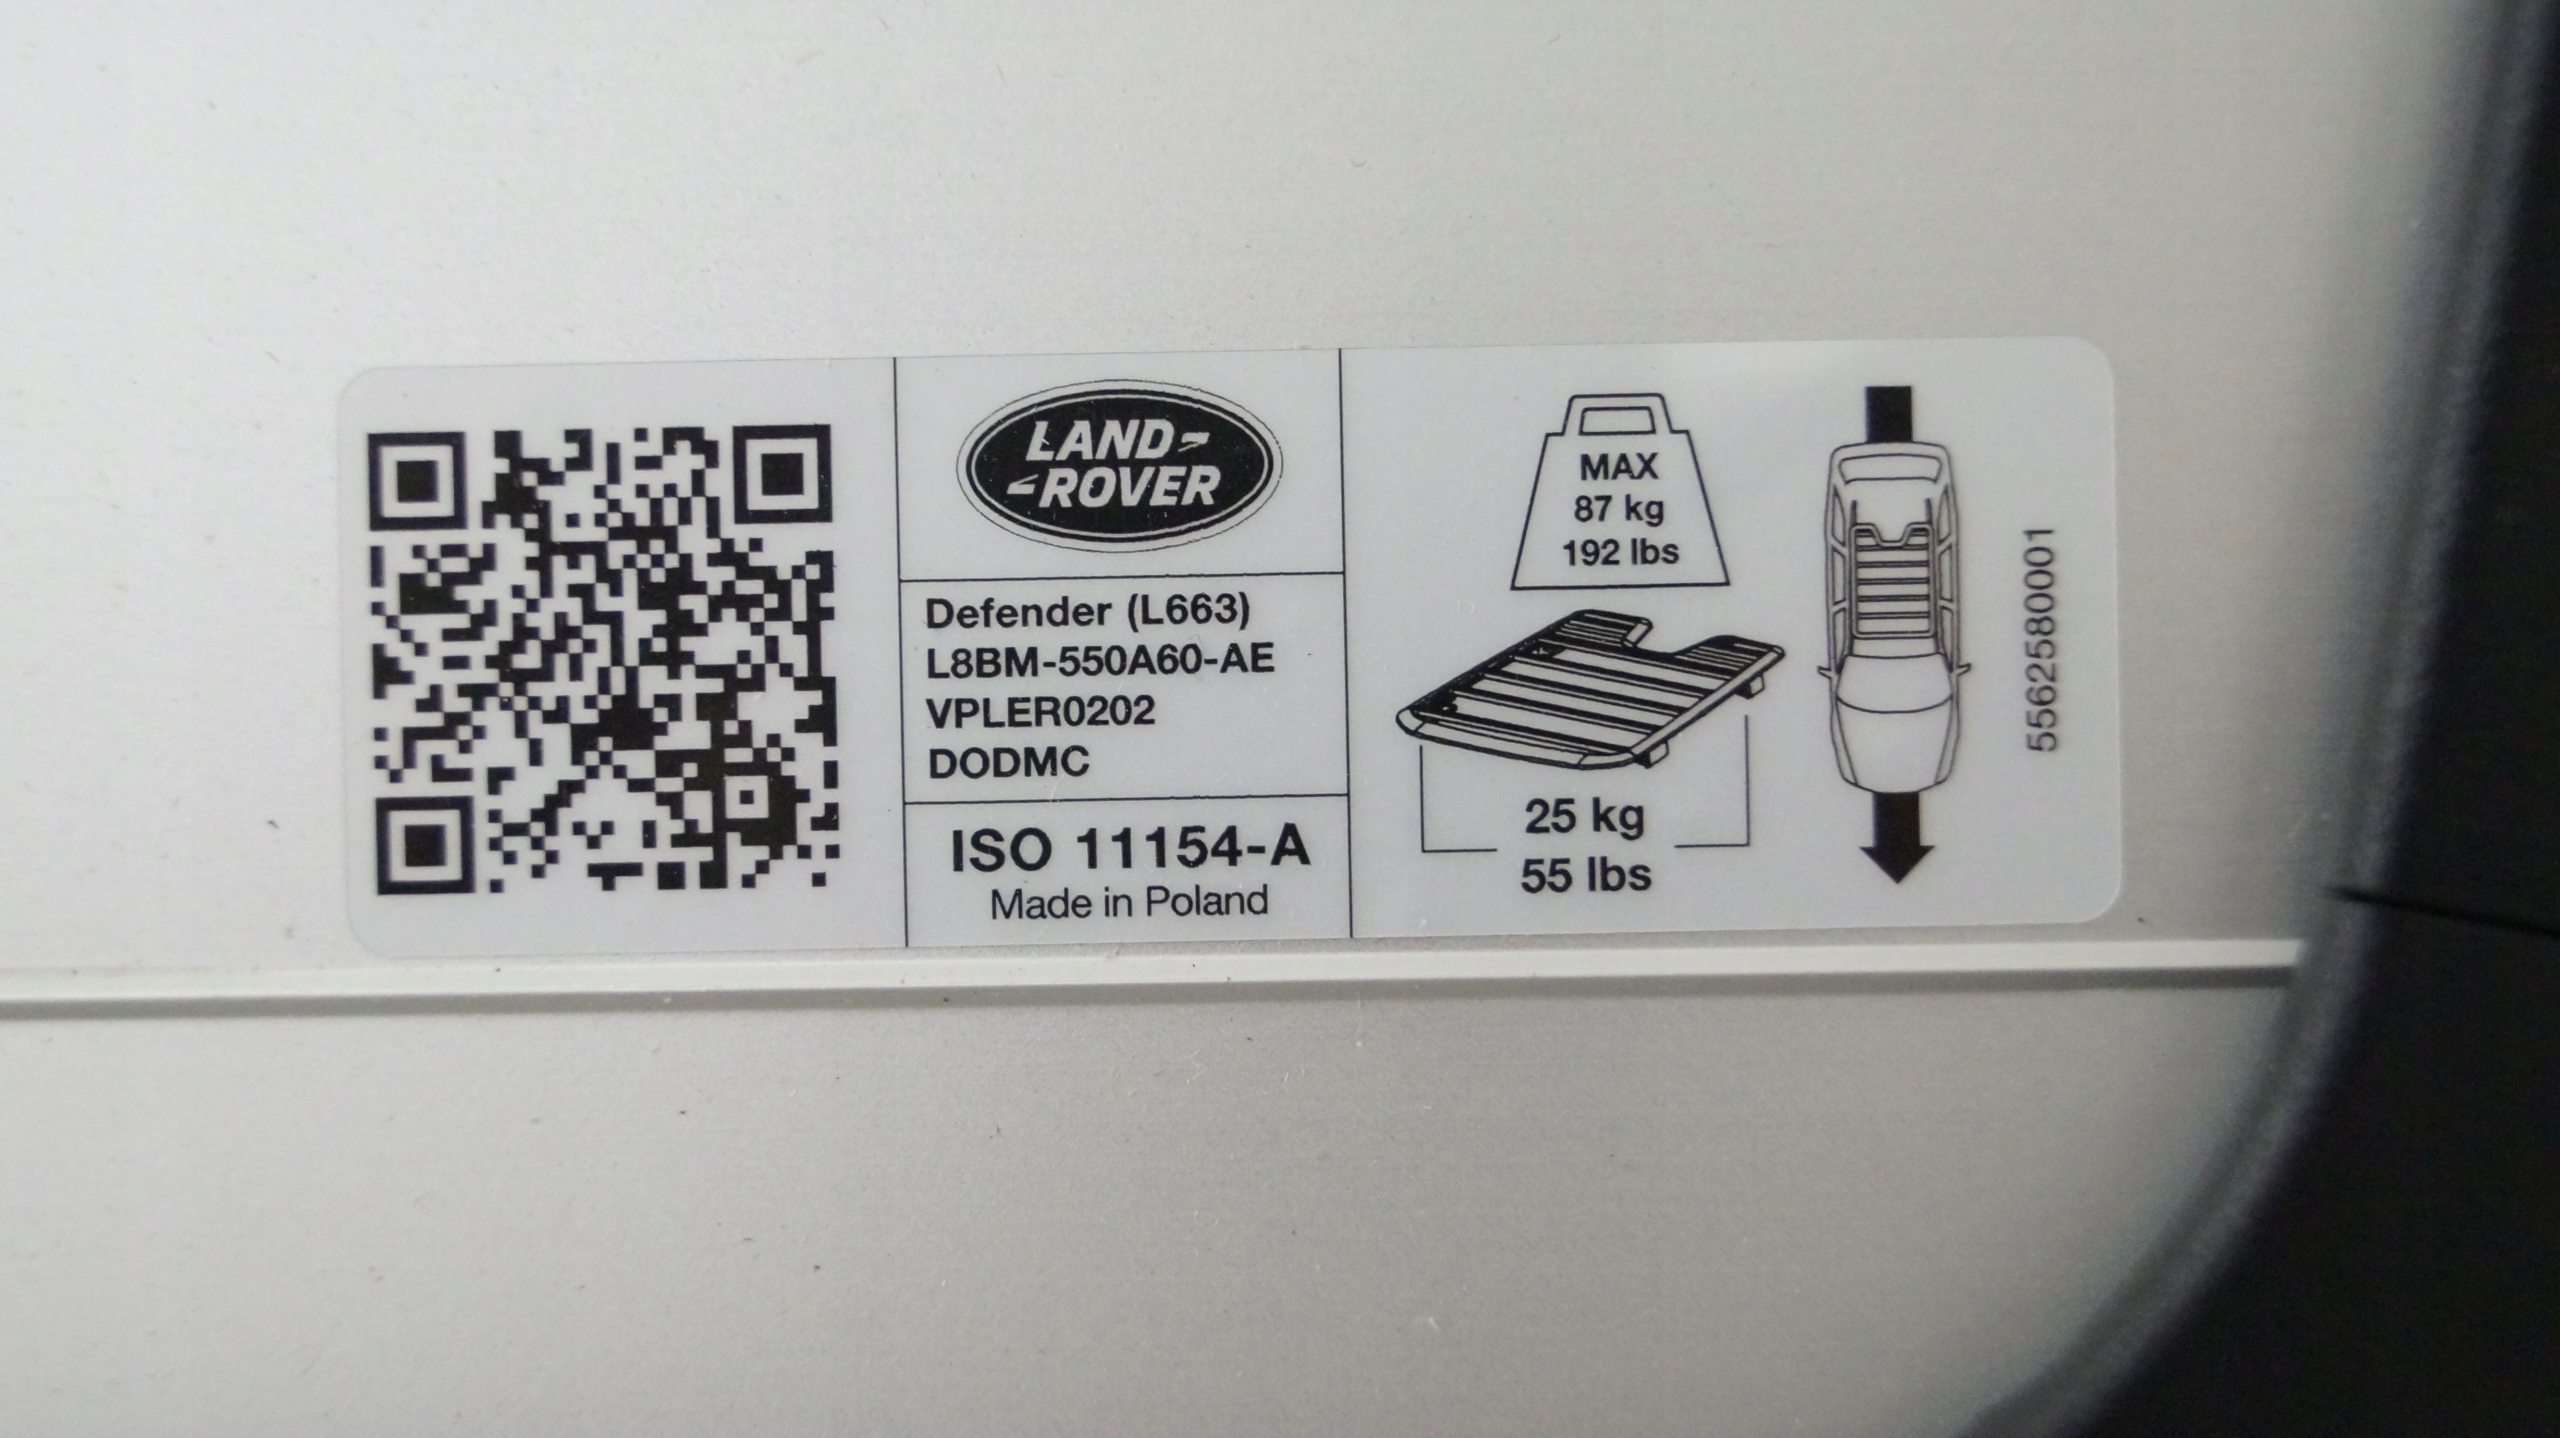 LAND-
-ROVER
Defender (L663)
L8BM-550A60-AE
VPLER0202
DODMC
ISO 11154-A
Made in Poland
MAX
87 kg
192 lbs
25 kg
55 lbs
5562580001